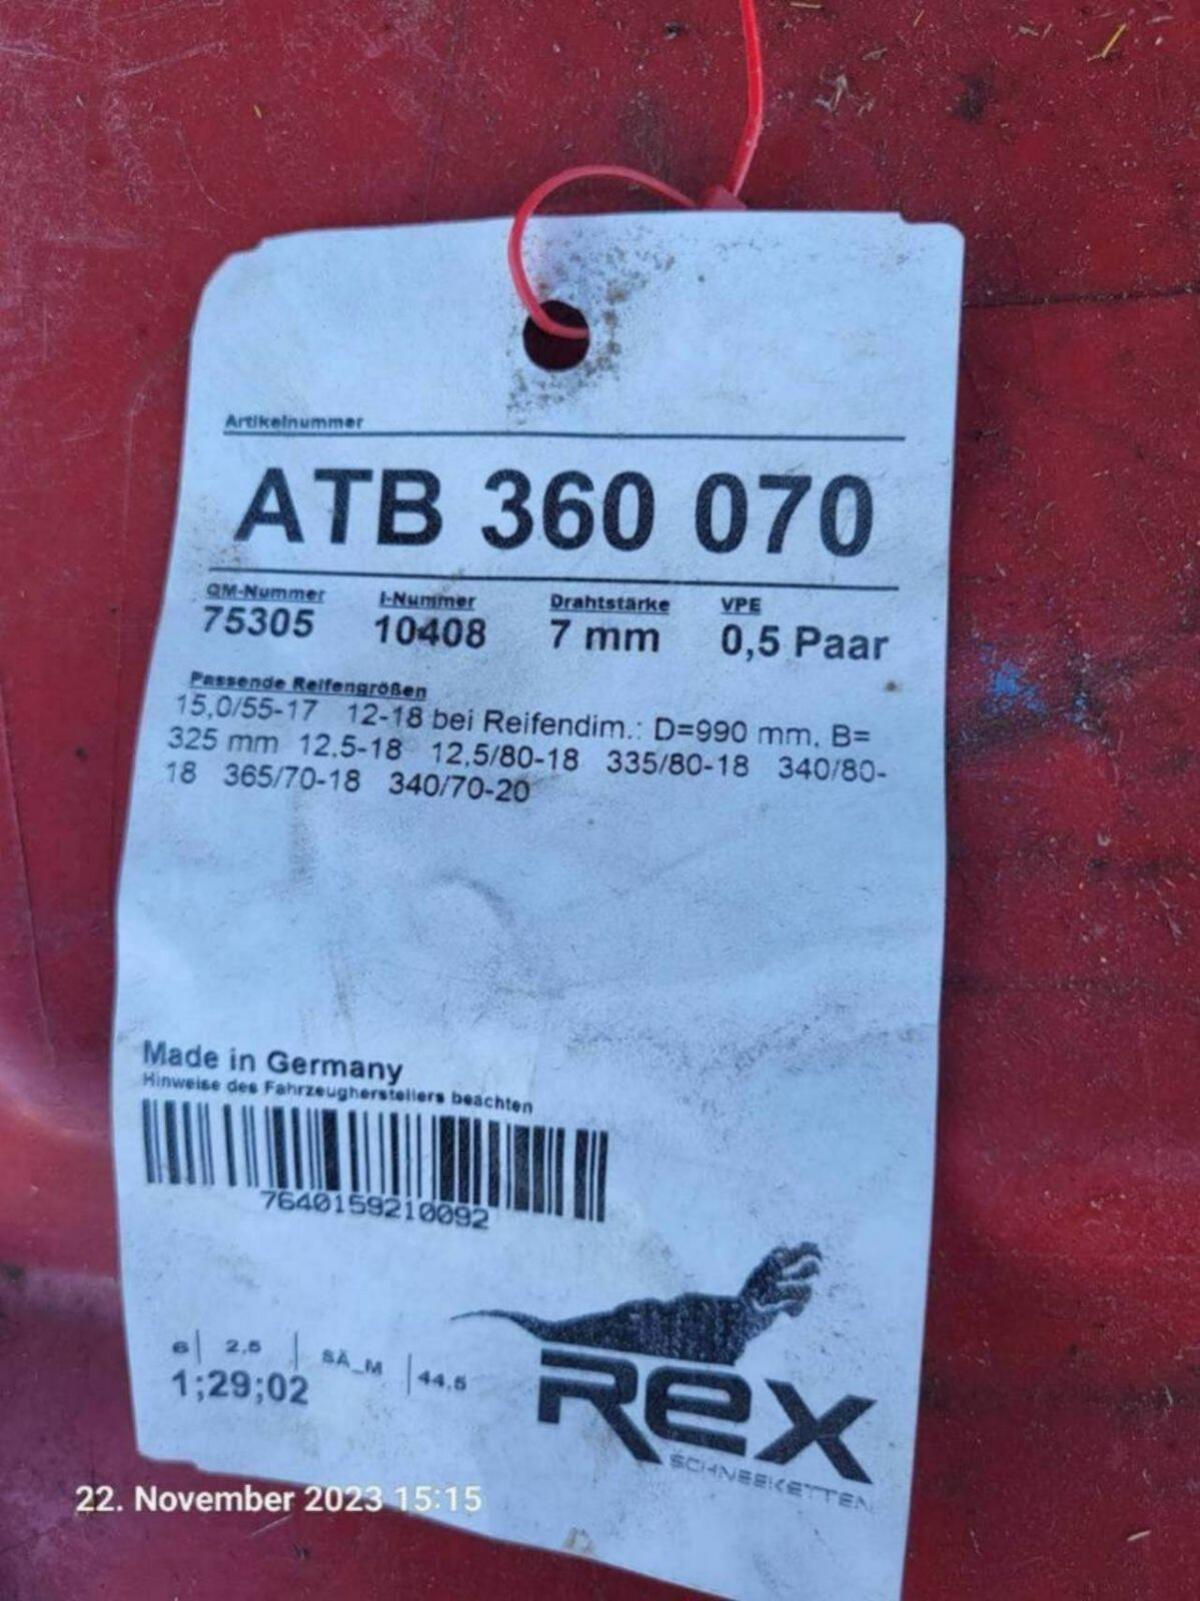 Artikelnummer
ATB 360 070
QM-Nummer I-Nummer Drahtstärke VPE
75305 10408 7 mm 0,5 Paar
Passende Reifengrößen
15,0/55-17 12-18 bei Reifendim.: D=990 mm, B=
325 mm 12.5-18 12,5/80-18 335/80-18 340/80-
18 365/70-18 340/70-20
Made in Germany
Hinweise des Fahrzeugherstellers beachten
7640159210092
6 | 2,5 | SÄ_M | 44,5
1;29;02
Rex
SCHNEEKETTEN
22. November 2023 15:15